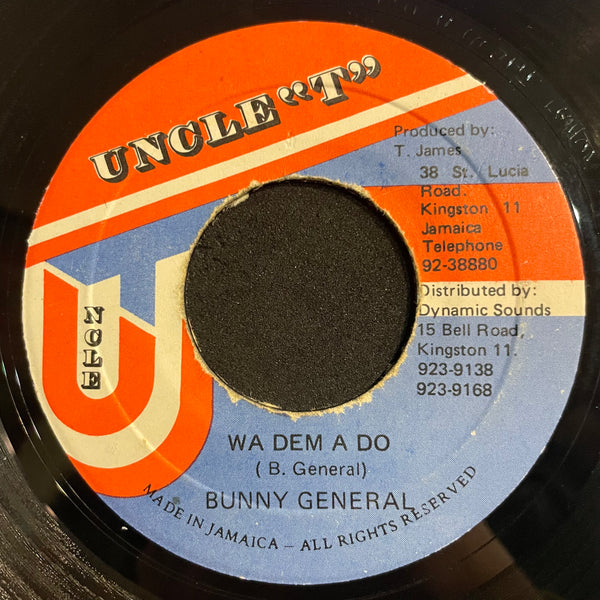 UNCLE "T"
Produced by:
T. James
38 St. Lucia
Road.
Kingston 11
Jamaica
Telephone
92-38880
Distributed by:
Dynamic Sounds
15 Bell Road,
Kingston 11.
923-9138
923-9168
UNCLE
WA DEM A DO
( B. General)
BUNNY GENERAL
MADE IN JAMAICA — ALL RIGHTS RESERVED